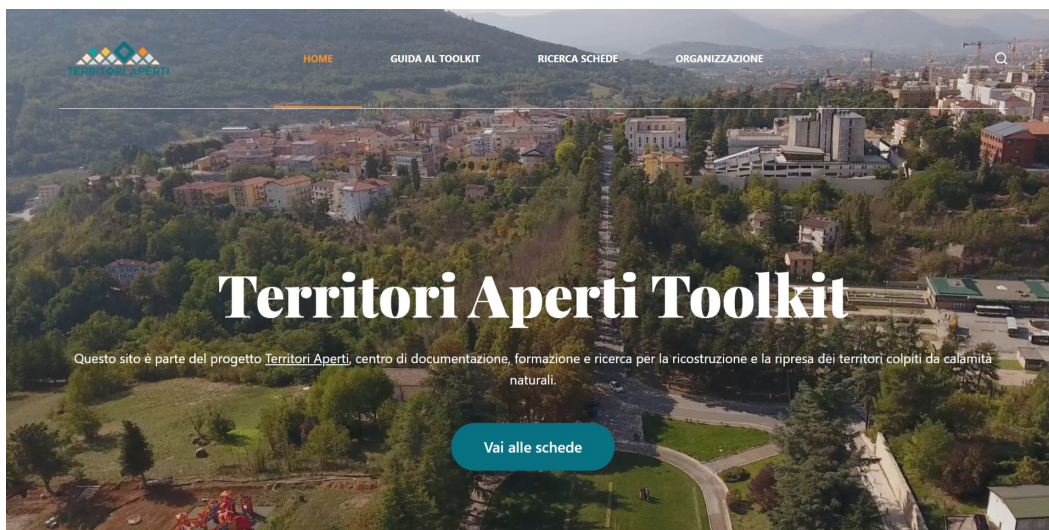 TERRITORI APERTI
HOME
GUIDA AL TOOLKIT
RICERCA SCHEDE
ORGANIZZAZIONE
Territori Aperti Toolkit
Questo sito è parte del progetto Territori Aperti, centro di documentazione, formazione e ricerca per la ricostruzione e la ripresa dei territori colpiti da calamità
naturali.
Vai alle schede